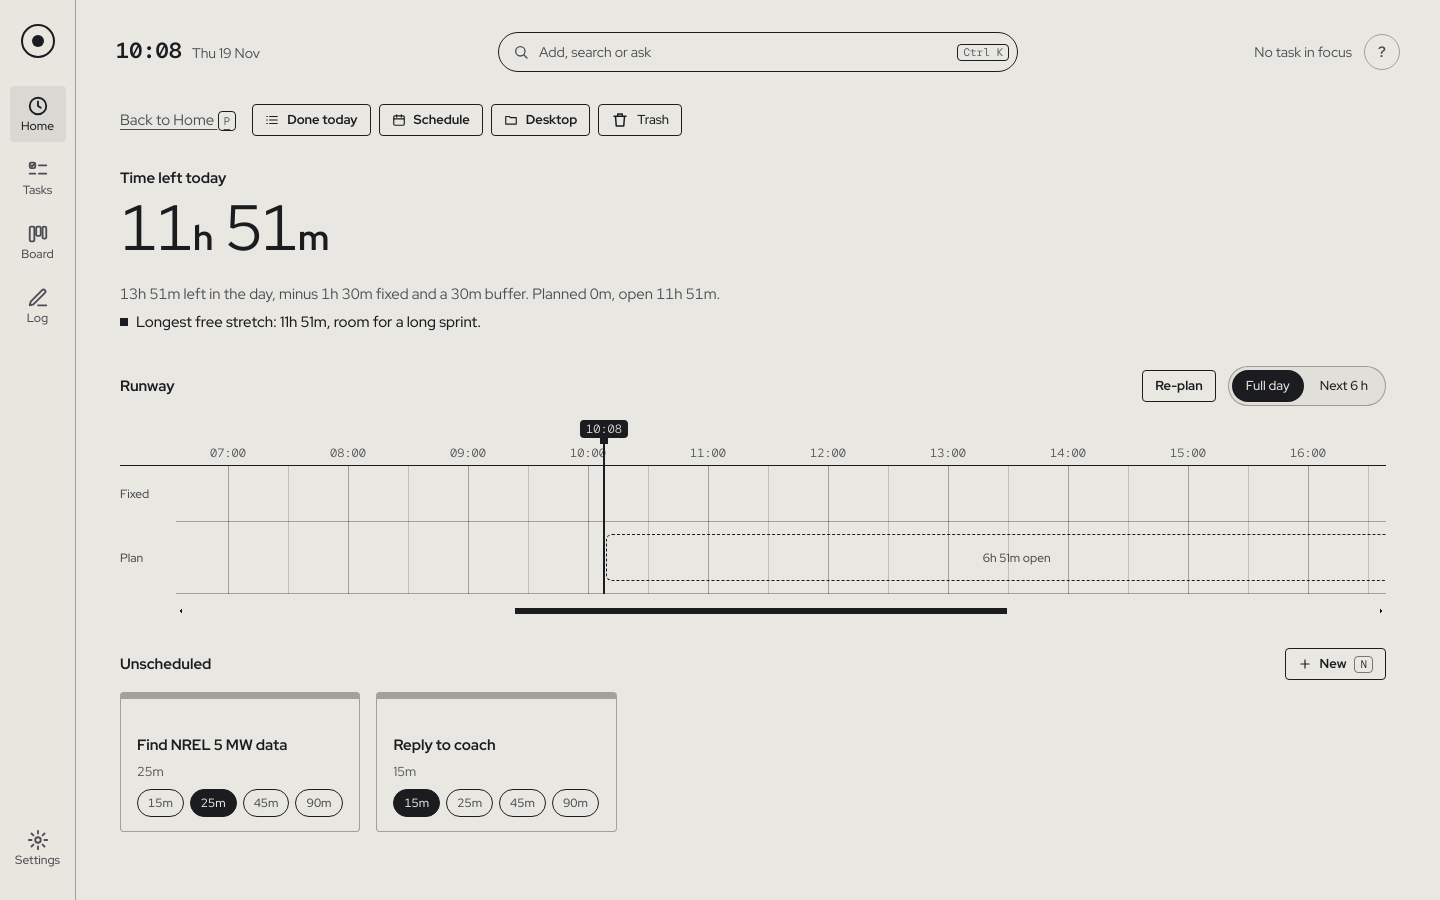 10:08 Thu 19 Nov
Add, search or ask Ctrl K
No task in focus ?
Home
Tasks
Board
Log
Settings
Back to Home P
Done today
Schedule
Desktop
Trash
Time left today
11h 51m
13h 51m left in the day, minus 1h 30m fixed and a 30m buffer. Planned 0m, open 11h 51m.
Longest free stretch: 11h 51m, room for a long sprint.
Runway
Re-plan
Full day
Next 6 h
10:08
07:00 08:00 09:00 10:00 11:00 12:00 13:00 14:00 15:00 16:00
Fixed
Plan
6h 51m open
Unscheduled
New N
Find NREL 5 MW data
25m
15m 25m 45m 90m
Reply to coach
15m
15m 25m 45m 90m